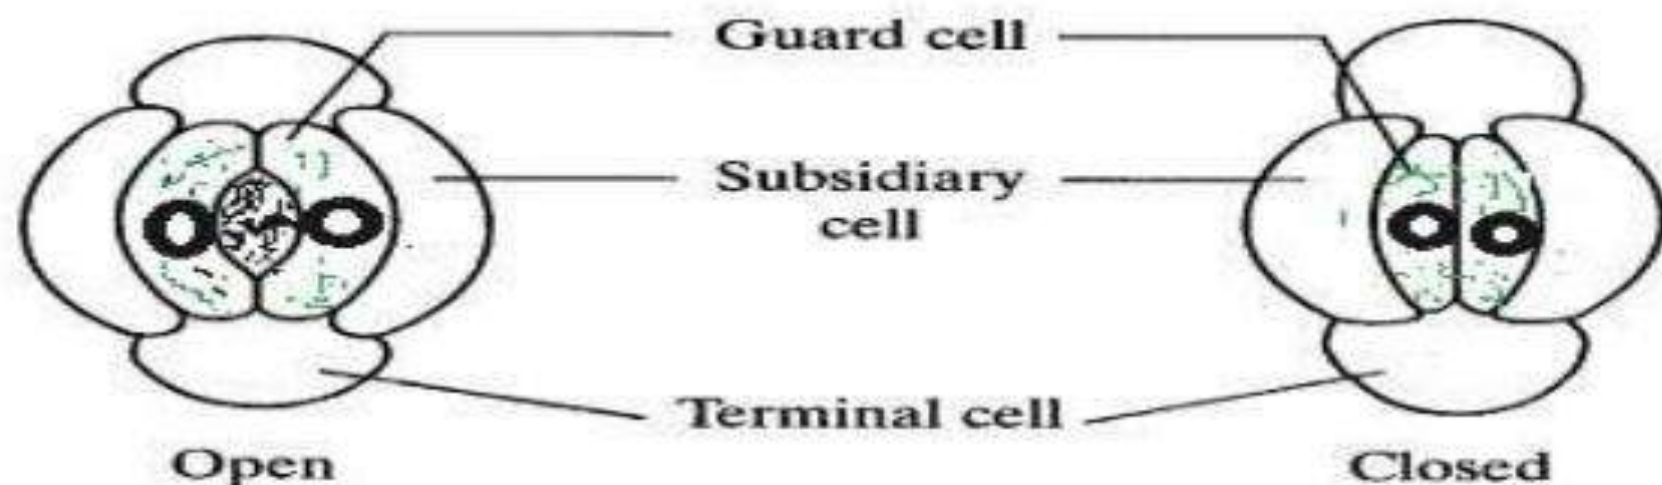 Guard cell
Subsidiary
cell
Terminal cell
Open
Closed